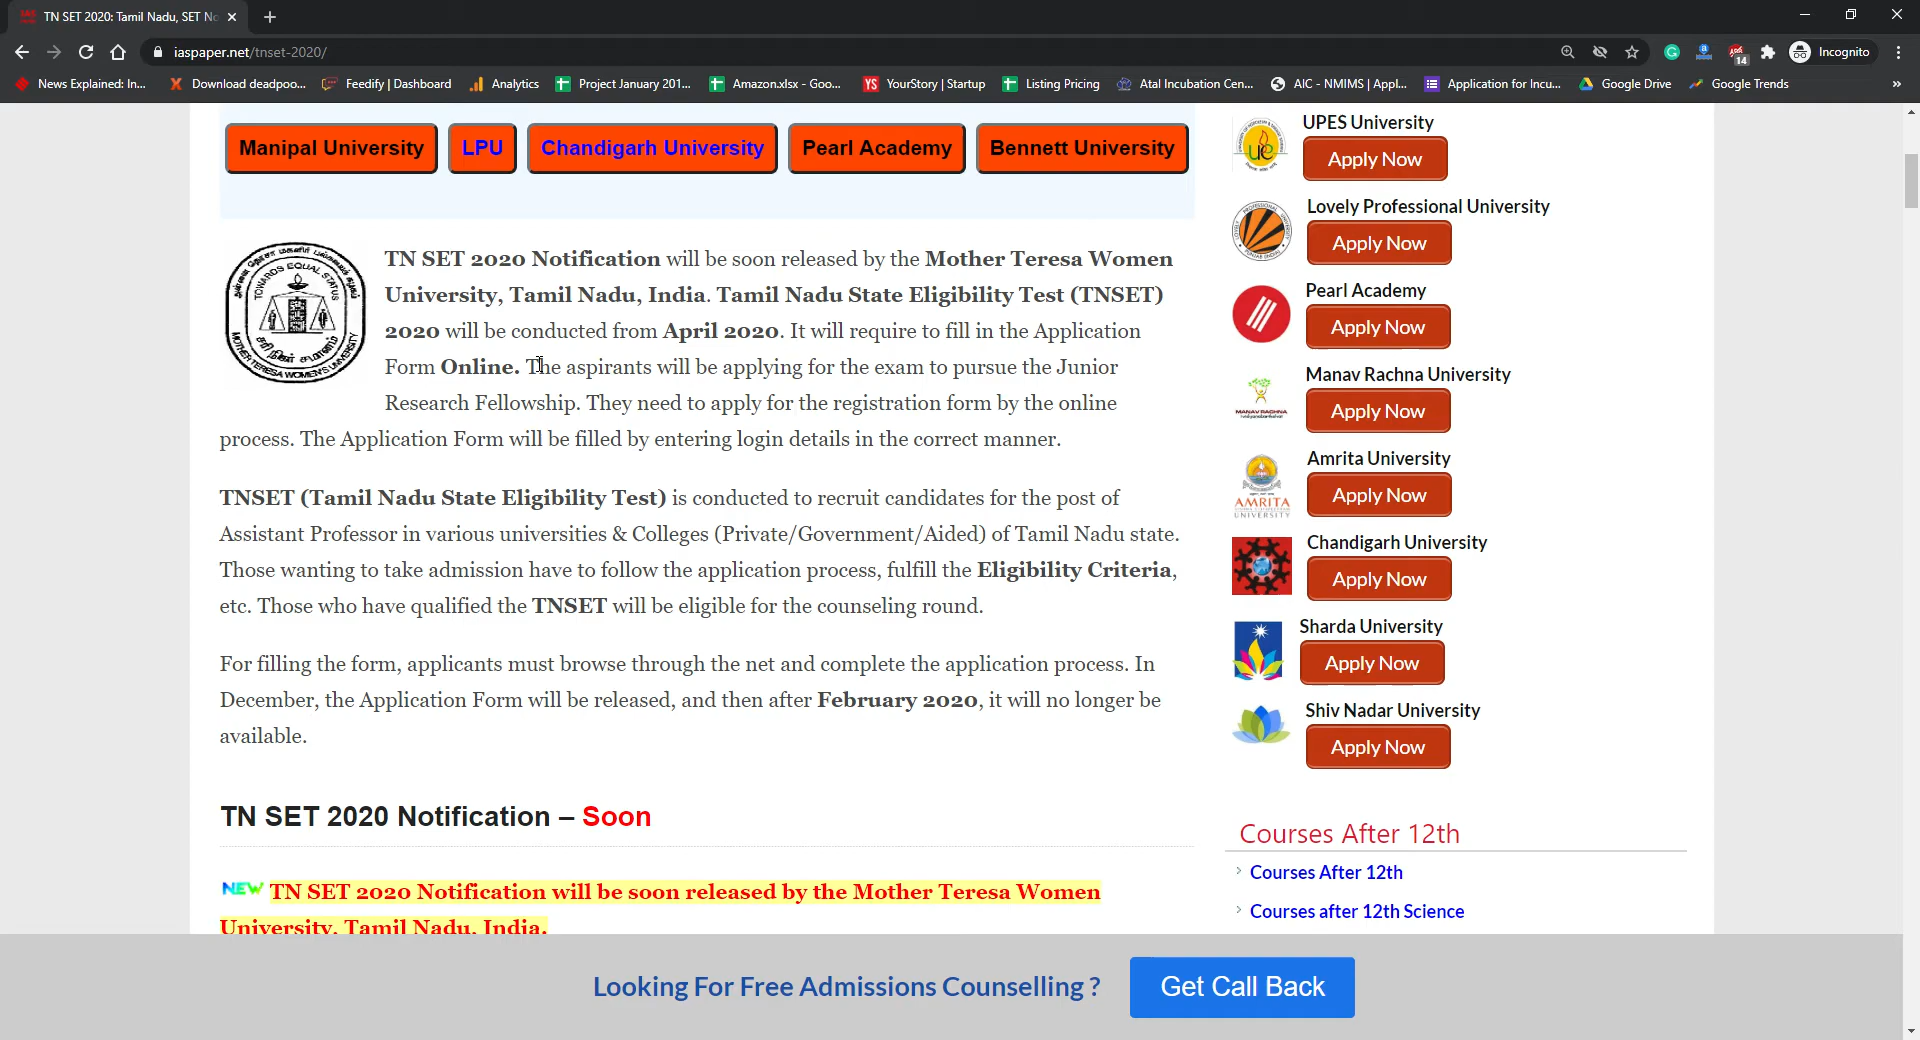 TN SET 2020: Tamil Nadu, SET No
iaspaper.net/tnset-2020/
14
Incognito
News Explained: In...
Download deadpoo...
Feedify | Dashboard
Analytics
Project January 201...
Amazon.xlsx - Goo...
YS
YourStory | Startup
Listing Pricing
Atal Incubation Cen...
AIC - NMIMS | Appl...
Application for Incu...
Google Drive
Google Trends
»
Manipal University
LPU
Chandigarh University
Pearl Academy
Bennett University
TOWARDS EQUAL STATUS
MOTHER TERESA WOMEN'S UNIVERSITY
TN SET 2020 Notification will be soon released by the Mother Teresa Women
University, Tamil Nadu, India. Tamil Nadu State Eligibility Test (TNSET)
2020 will be conducted from April 2020. It will require to fill in the Application
Form Online. The aspirants will be applying for the exam to pursue the Junior
Research Fellowship. They need to apply for the registration form by the online
process. The Application Form will be filled by entering login details in the correct manner.
TNSET (Tamil Nadu State Eligibility Test) is conducted to recruit candidates for the post of
Assistant Professor in various universities & Colleges (Private/Government/Aided) of Tamil Nadu state.
Those wanting to take admission have to follow the application process, fulfill the Eligibility Criteria,
etc. Those who have qualified the TNSET will be eligible for the counseling round.
For filling the form, applicants must browse through the net and complete the application process. In
December, the Application Form will be released, and then after February 2020, it will no longer be
available.
TN SET 2020 Notification – Soon
NEW TN SET 2020 Notification will be soon released by the Mother Teresa Women
University, Tamil Nadu, India.
UPES University
Apply Now
Lovely Professional University
Apply Now
Pearl Academy
Apply Now
Manav Rachna University
MANAV RACHNA
Apply Now
Amrita University
AMRITA
UNIVERSITY
Apply Now
Chandigarh University
Apply Now
Sharda University
Apply Now
Shiv Nadar University
Apply Now
Courses After 12th
Courses After 12th
Courses after 12th Science
Looking For Free Admissions Counselling ?
Get Call Back